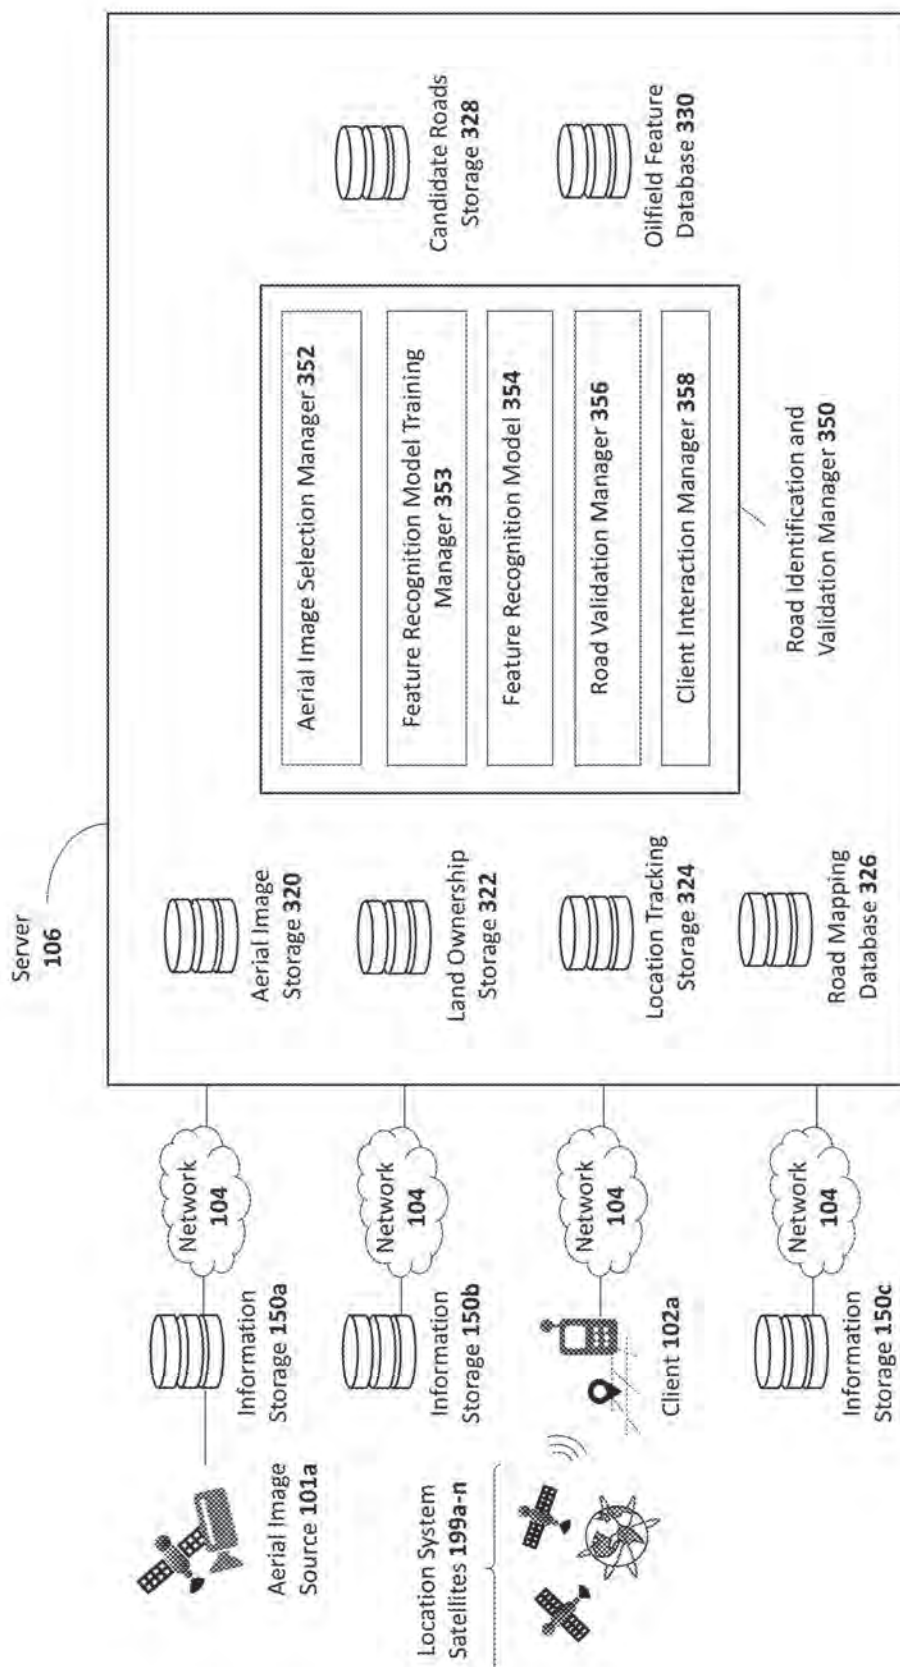 Server
106
Aerial Image
Source 101a
Information
Storage 150a
Network
104
Aerial Image
Storage 320
Location System
Satellites 199a-n
Information
Storage 150b
Network
104
Land Ownership
Storage 322
Client 102a
Network
104
Location Tracking
Storage 324
Information
Storage 150c
Network
104
Road Mapping
Database 326
Aerial Image Selection Manager 352
Feature Recognition Model Training
Manager 353
Feature Recognition Model 354
Road Validation Manager 356
Client Interaction Manager 358
Road Identification and
Validation Manager 350
Candidate Roads
Storage 328
Oilfield Feature
Database 330